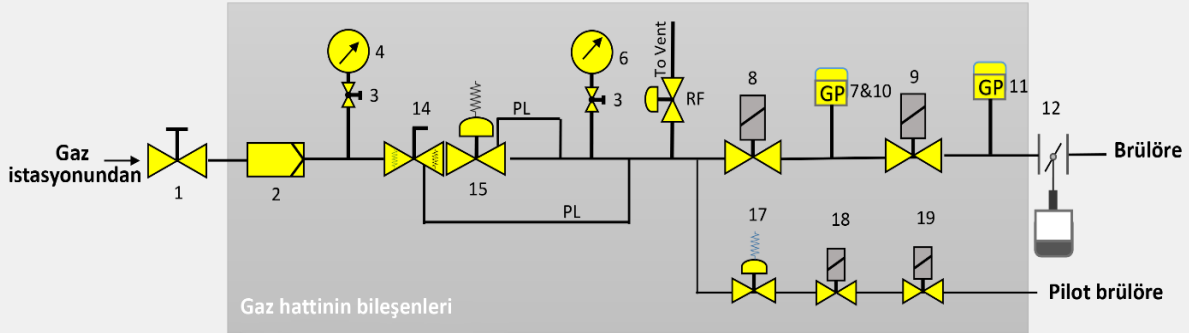 4
6
To Vent
8
9
3
14
PL
3
RF
GP
7&10
GP
11
12
Gaz
istasyonundan
1
2
15
PL
Brülöre
17
18
19
Gaz hattinin bileşenleri
Pilot brülöre